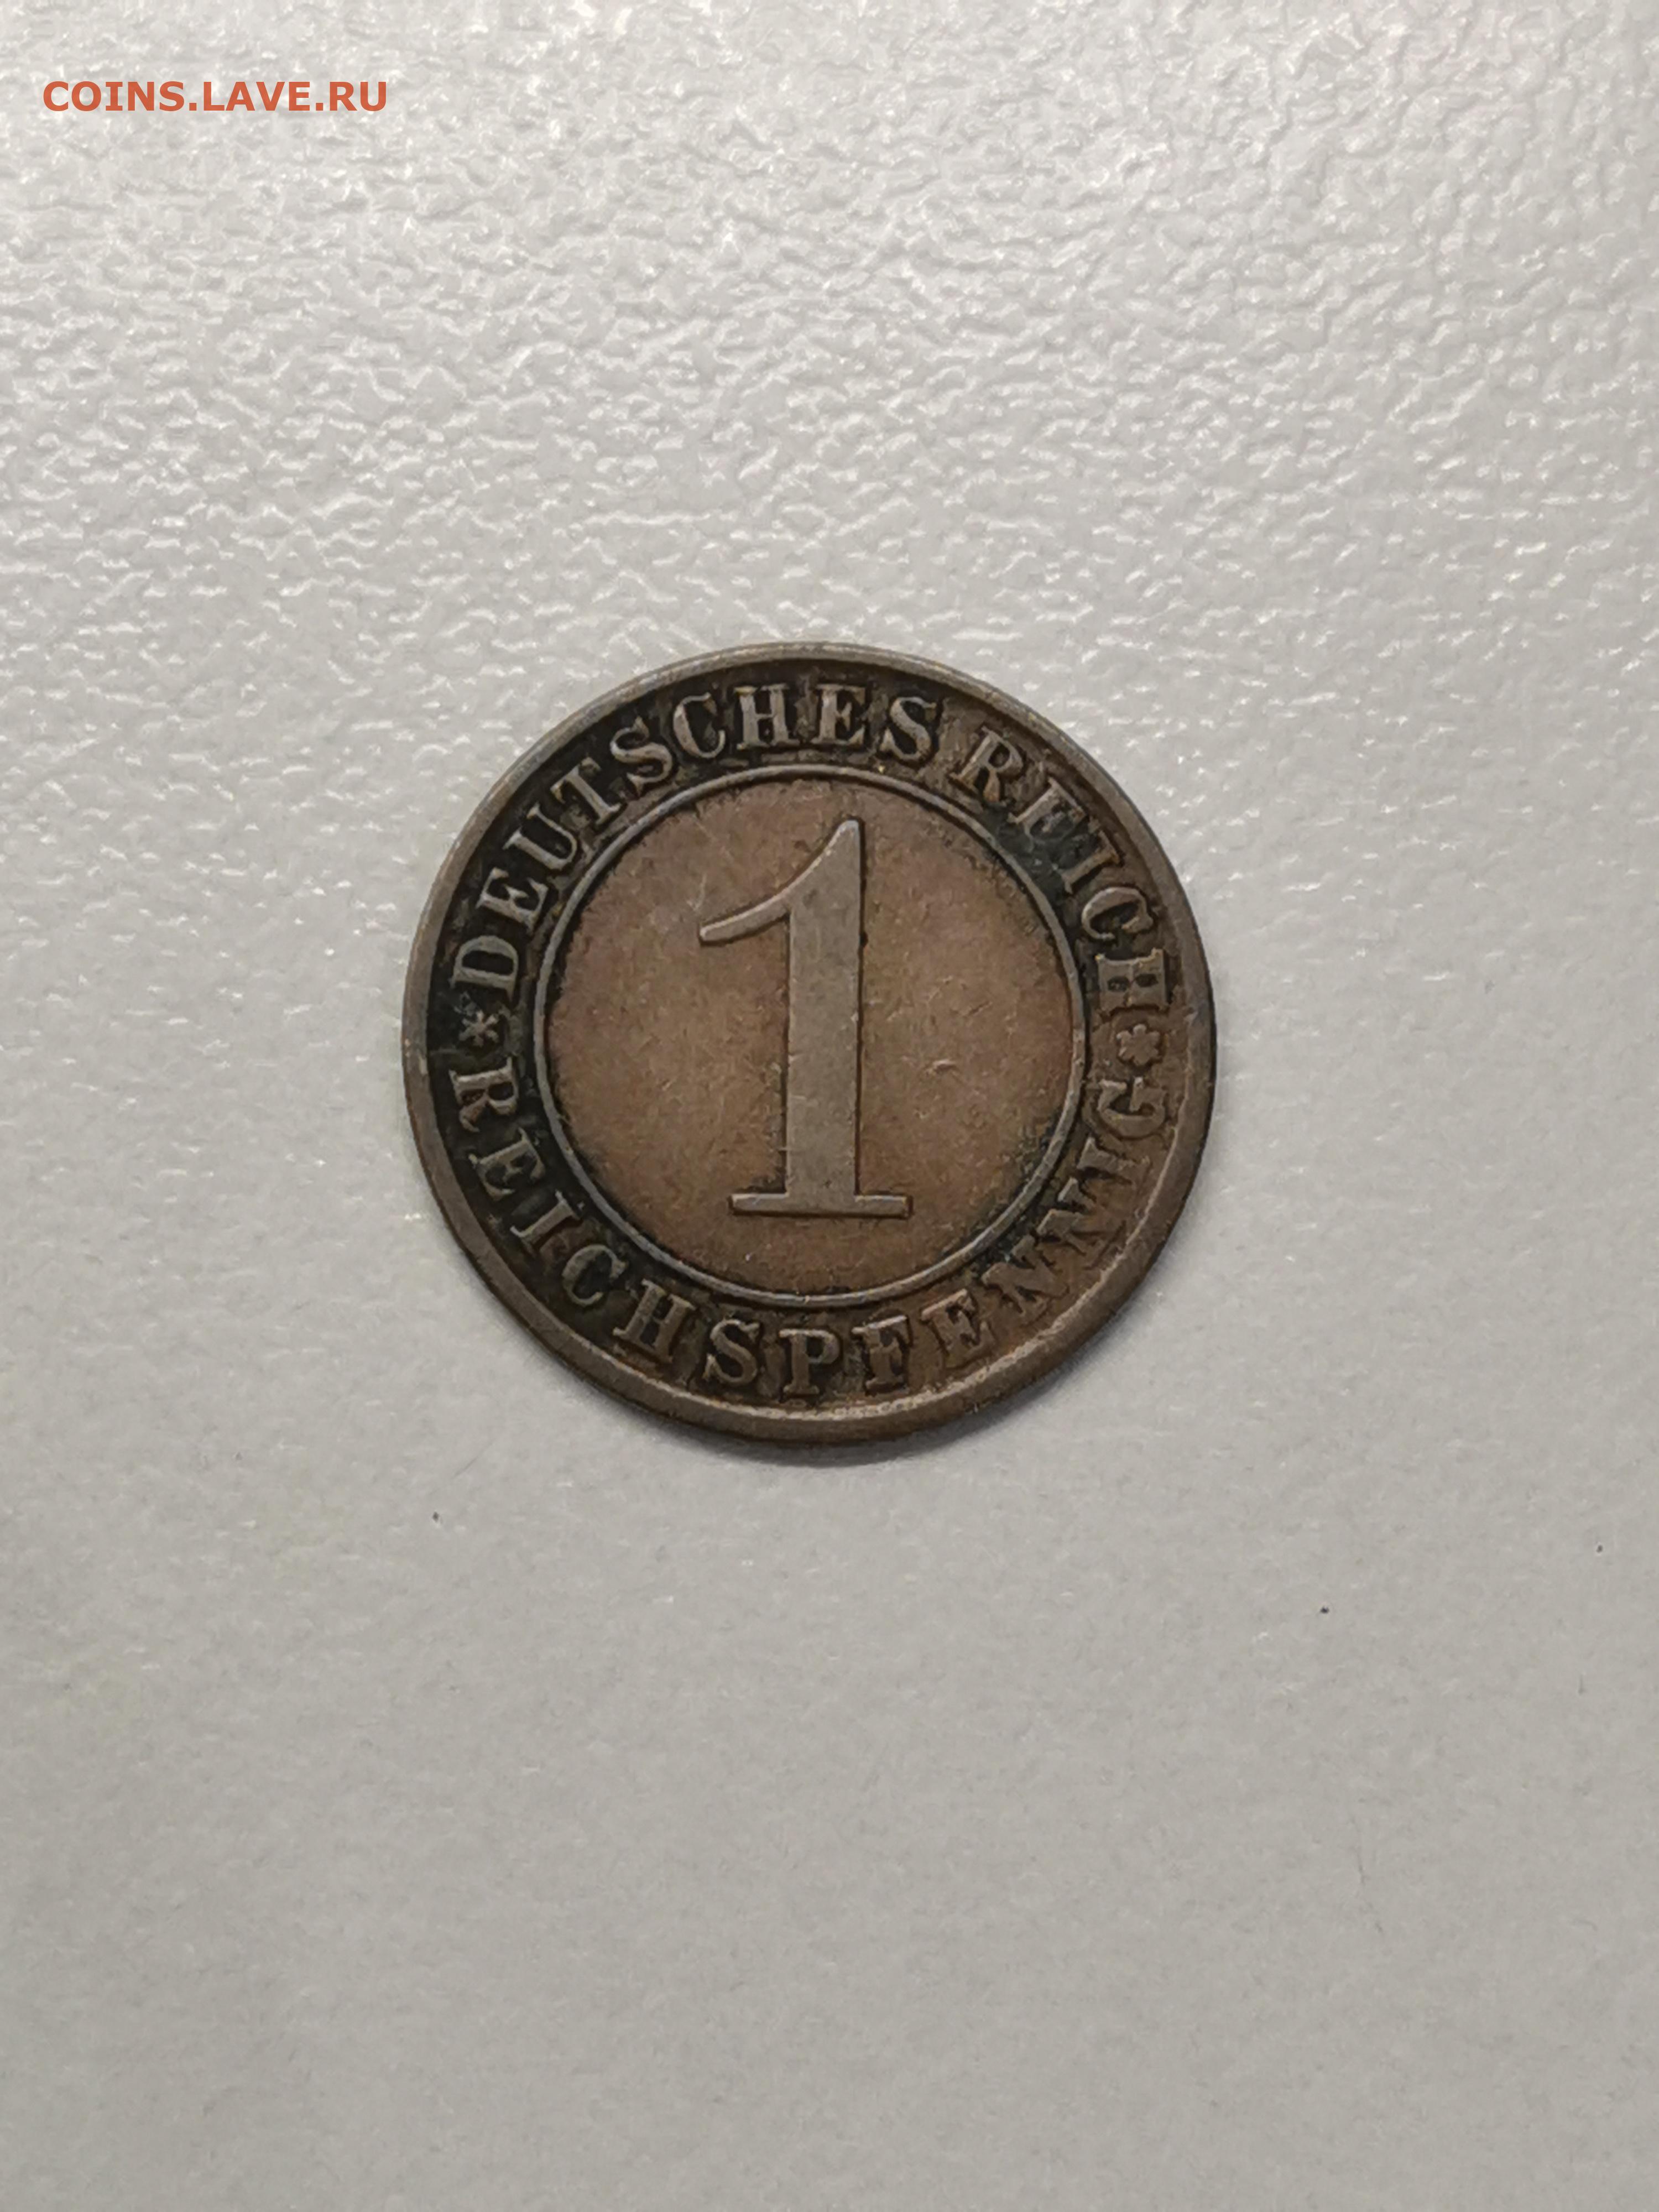 COINS.LAVE.RU
*DEUTSCHES REICH*
1
REICHSPFENNIG